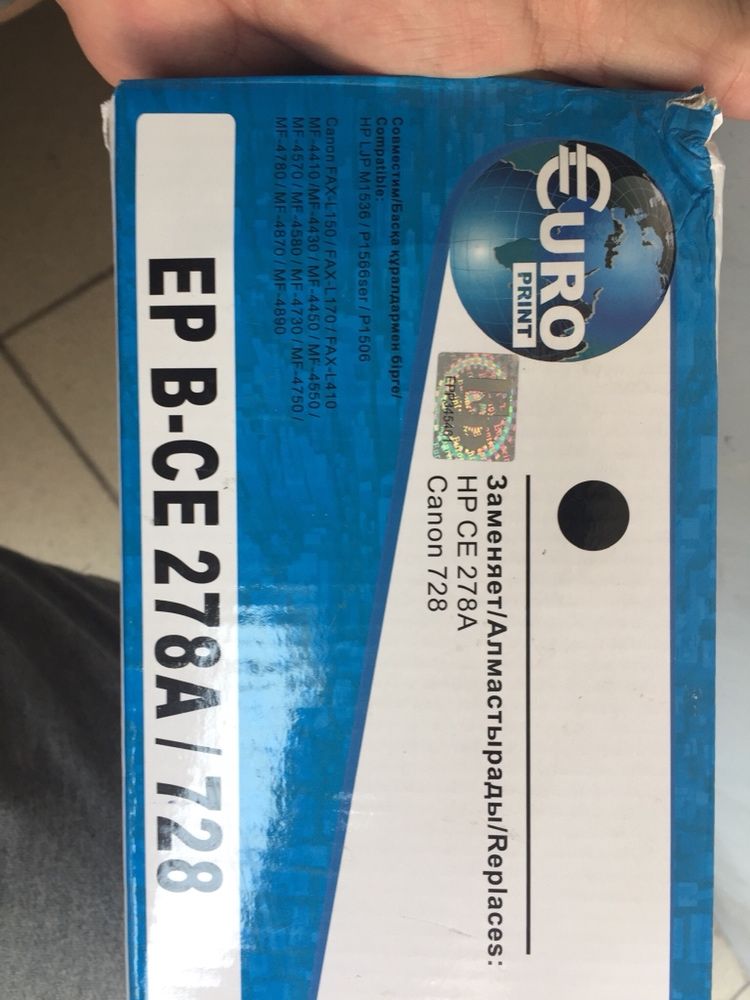 EURO
PRINT
Заменяет/Алмастырады/Replaces:
HP CE 278A
Canon 728
Совместим/Басқа құралдармен бірге/
Compatible:
HP LJP M1536 / P1566ser / P1506
Canon FAX-L150 / FAX-L170 / FAX-L410
MF-4410 /MF-4430 / MF-4450 / MF-4550 /
MF-4570 / MF-4580 / MF-4730 / MF-4750 /
MF-4780 / MF-4870 / MF-4890
EP B-CE 278A / 728